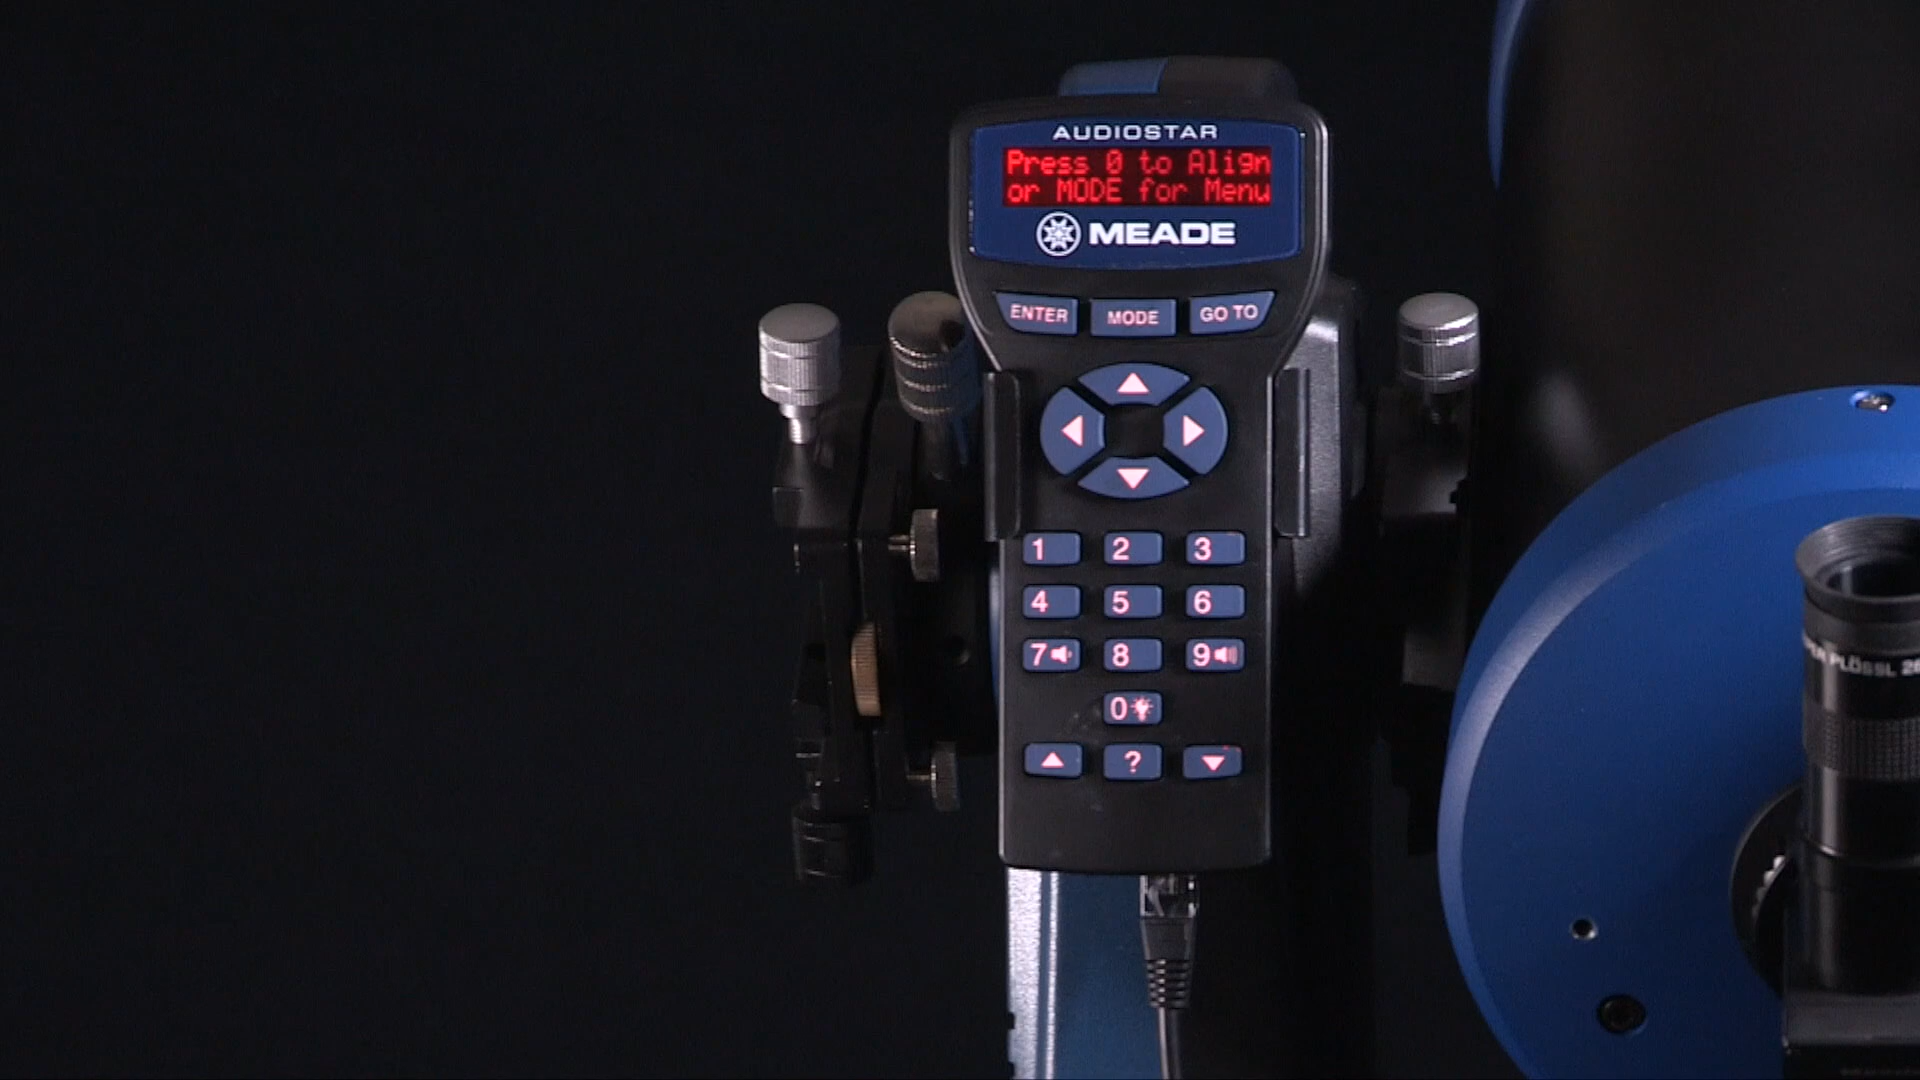 AUDIOSTAR
Press 0 to Align
or MODE for Menu
MEADE
ENTER MODE GO TO
1 2 3
4 5 6
7 8 9
0
?
PLÖSSL